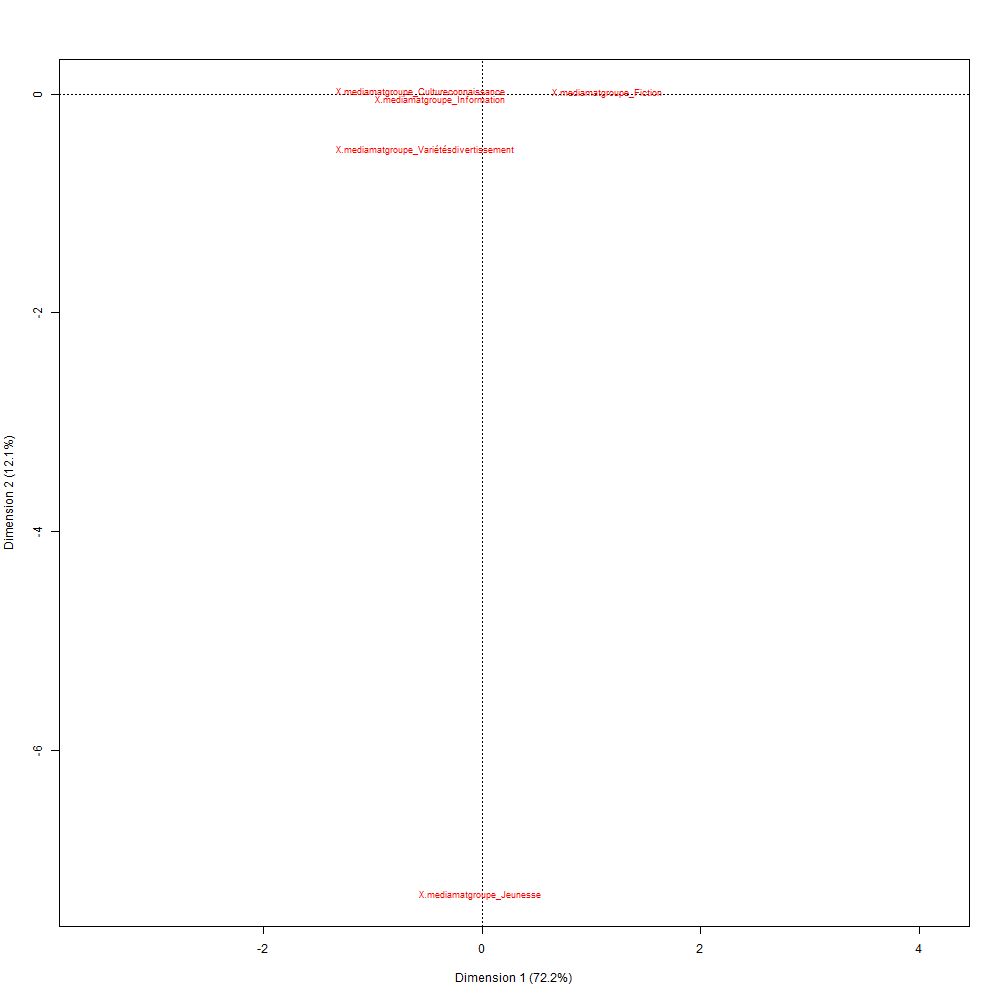 0
X.mediamatgroupe_Cultureconnaissance
X.mediamatgroupe_Fiction
X.mediamatgroupe_Information
X.mediamatgroupe_Variétésdivertissement
-2
Dimension 2 (12.1%)
-4
-6
X.mediamatgroupe_Jeunesse
-2
0
2
4
Dimension 1 (72.2%)